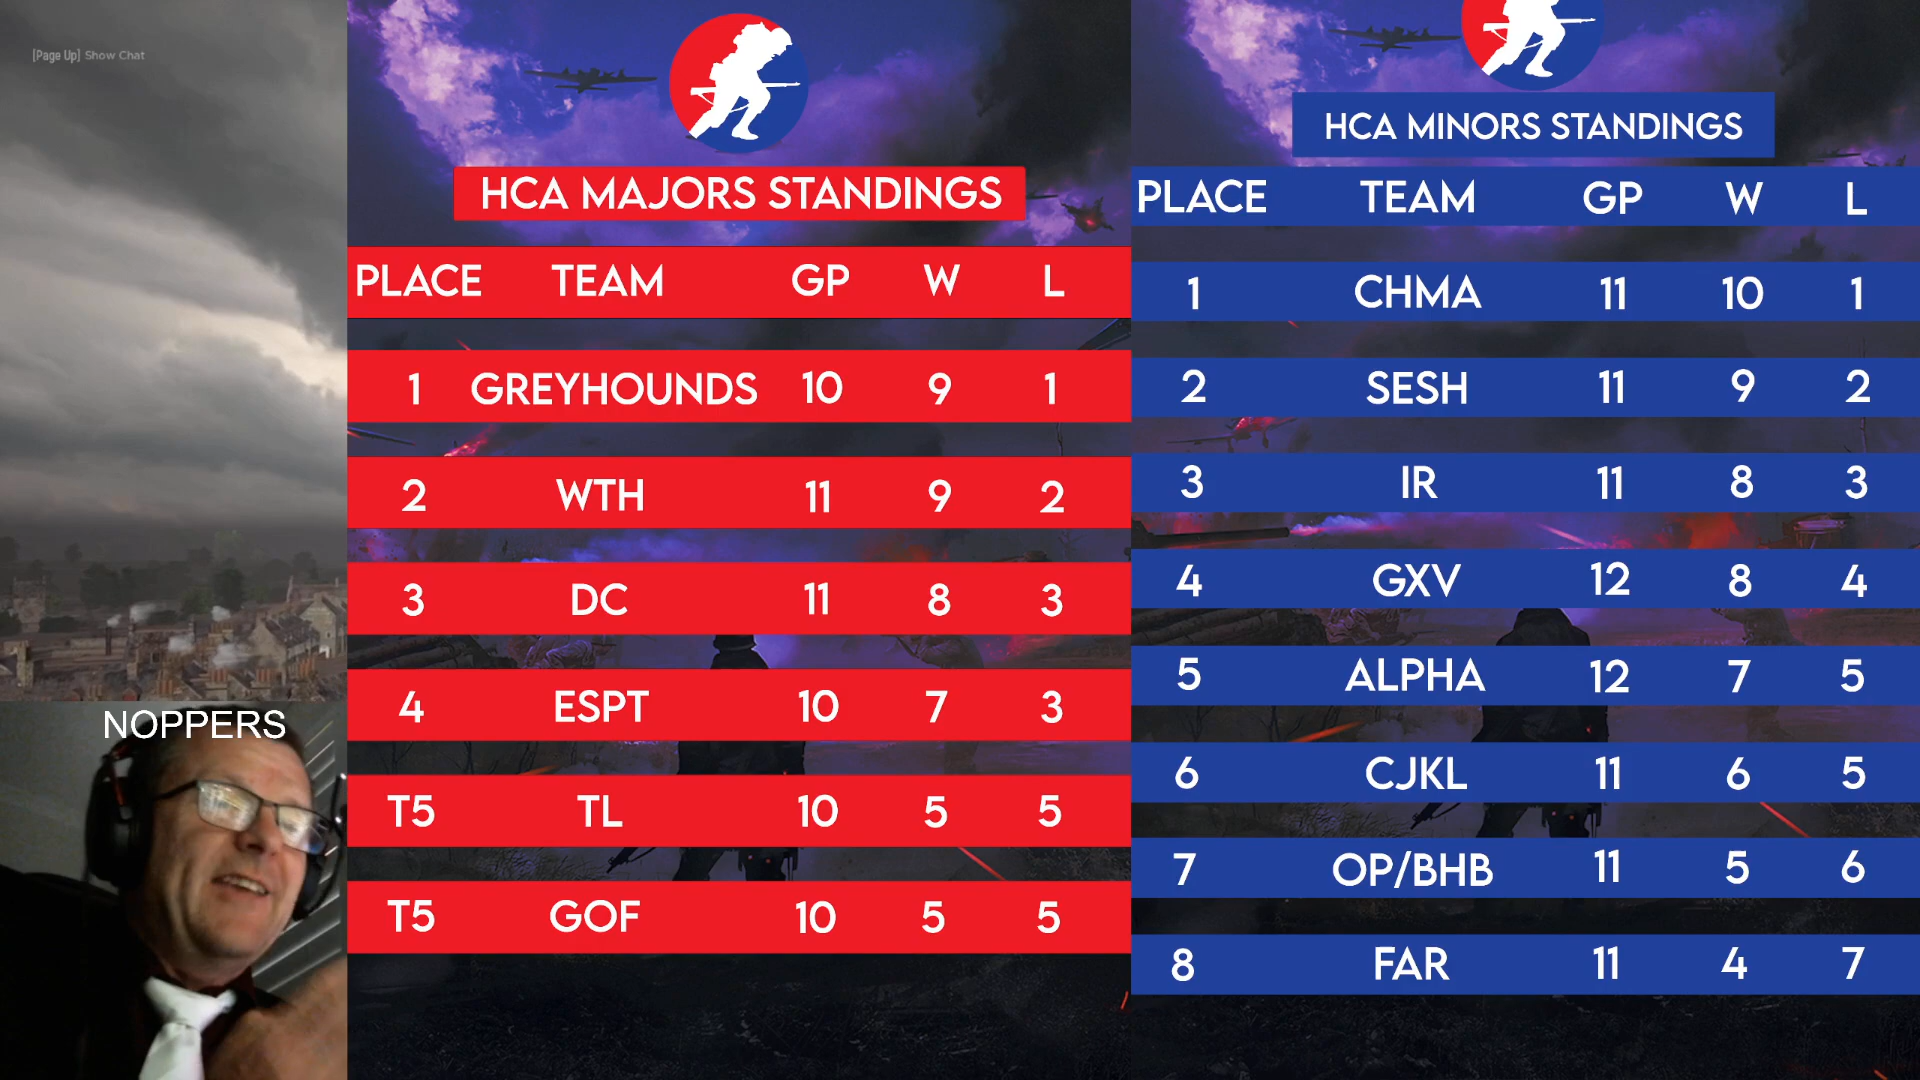 [Page Up] Show Chat
NOPPERS
HCA MAJORS STANDINGS
PLACE TEAM GP W L
1 GREYHOUNDS 10 9 1
2 WTH 11 9 2
3 DC 11 8 3
4 ESPT 10 7 3
T5 TL 10 5 5
T5 GOF 10 5 5
HCA MINORS STANDINGS
PLACE TEAM GP W L
1 CHMA 11 10 1
2 SESH 11 9 2
3 IR 11 8 3
4 GXV 12 8 4
5 ALPHA 12 7 5
6 CJKL 11 6 5
7 OP/BHB 11 5 6
8 FAR 11 4 7